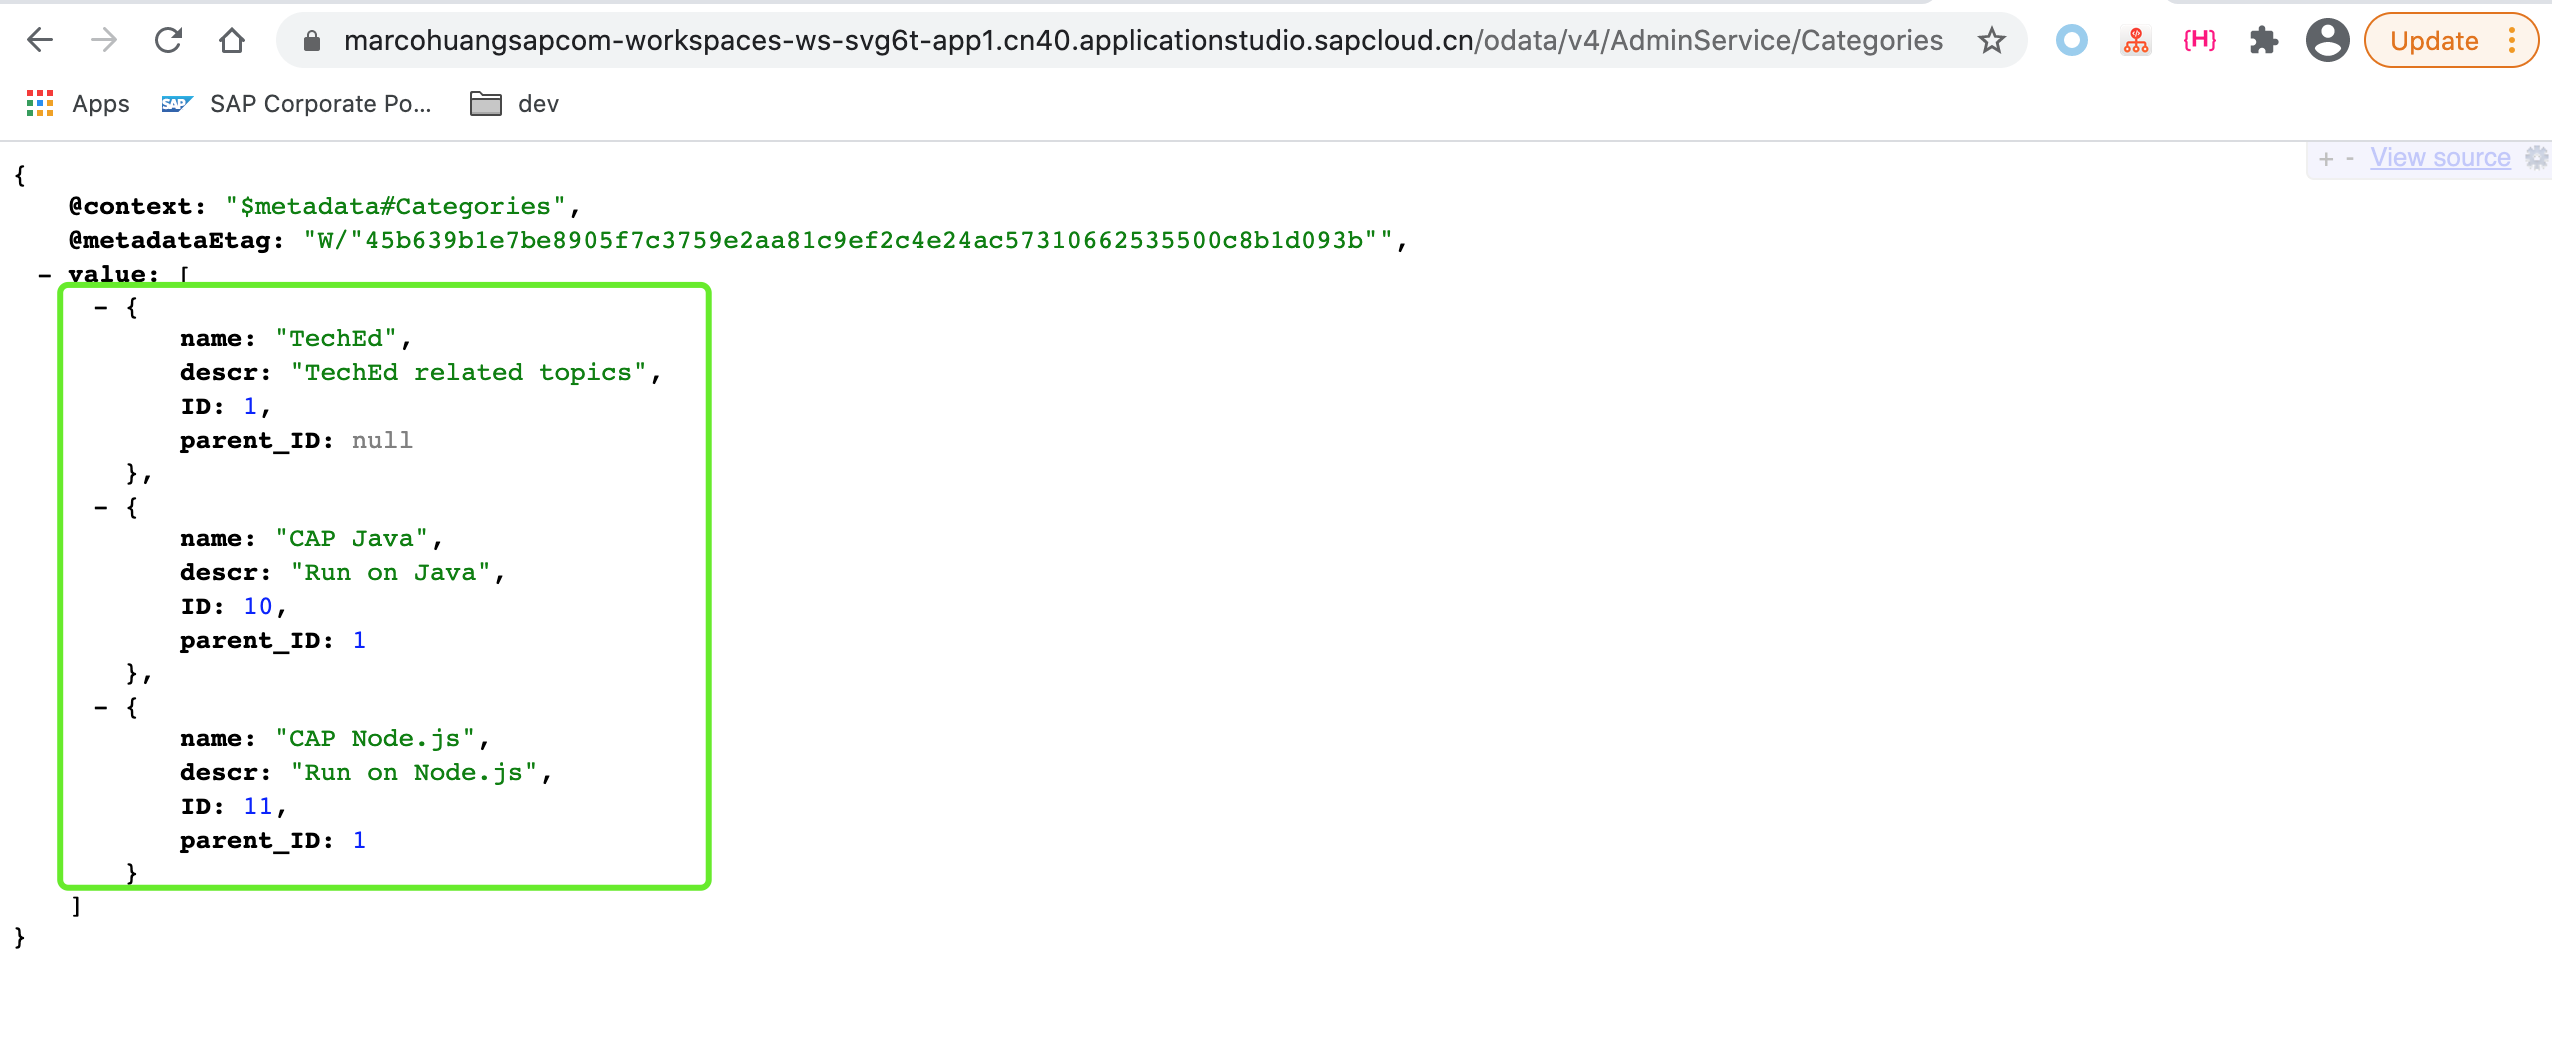 marcohuangsapcom-workspaces-ws-svg6t-app1.cn40.applicationstudio.sapcloud.cn/odata/v4/AdminService/Categories
{H}
Update
Apps
SAP
SAP Corporate Po...
dev
+ - View source
{
@context: "$metadata#Categories",
@metadataEtag: "W/"45b639b1e7be8905f7c3759e2aa81c9ef2c4e24ac57310662535500c8b1d093b"",
- value: [
- {
name: "TechEd",
descr: "TechEd related topics",
ID: 1,
parent_ID: null
},
- {
name: "CAP Java",
descr: "Run on Java",
ID: 10,
parent_ID: 1
},
- {
name: "CAP Node.js",
descr: "Run on Node.js",
ID: 11,
parent_ID: 1
}
]
}